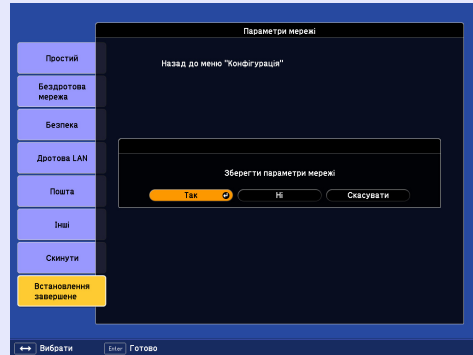 Параметри мережі
Простий
Назад до меню "Конфігурація"
Бездротова
мережа
Безпека
Дротова LAN
Зберегти параметри мережі
Так
Ні
Скасувати
Пошта
Інші
Скинути
Встановлення
завершене
Вибрати
Enter Готово